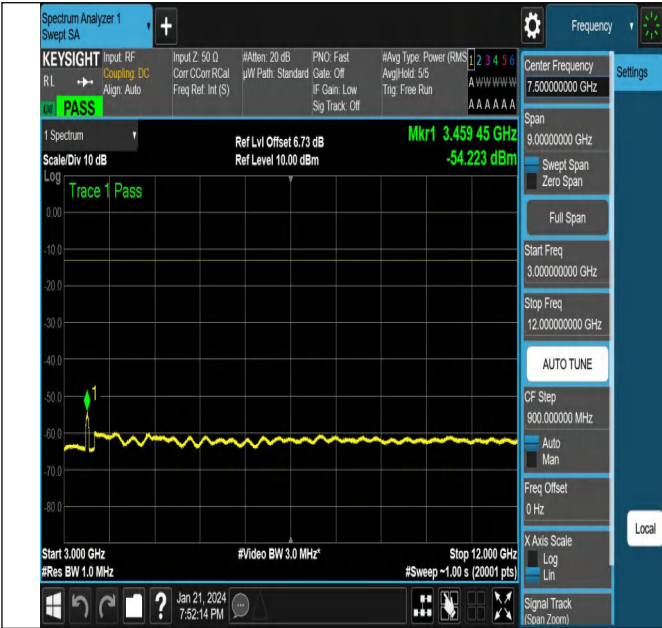 Spectrum Analyzer 1
Swept SA
Frequency
KEYSIGHT
RL
LXI
PASS
Input: RF
Coupling: DC
Align: Auto
Input Z: 50 Ω
Corr CCorr RCal
Freq Ref: Int (S)
#Atten: 20 dB
µW Path: Standard
PNO: Fast
Gate: Off
IF Gain: Low
Sig Track: Off
#Avg Type: Power (RMS
Avg|Hold: 5/5
Trig: Free Run
1 2 3 4 5 6
A W W W W W
A A A A A A
1 Spectrum
Scale/Div 10 dB
Log
Ref Lvl Offset 6.73 dB
Ref Level 10.00 dBm
Mkr1 3.459 45 GHz
-54.223 dBm
Trace 1 Pass
0.00
-10.0
-20.0
-30.0
-40.0
-50.0
-60.0
-70.0
-80.0
1
Start 3.000 GHz
#Res BW 1.0 MHz
#Video BW 3.0 MHz*
Stop 12.000 GHz
#Sweep ~1.00 s (20001 pts)
Jan 21, 2024
7:52:14 PM
Center Frequency
7.500000000 GHz
Settings
Span
9.00000000 GHz
Swept Span
Zero Span
Full Span
Start Freq
3.000000000 GHz
Stop Freq
12.000000000 GHz
AUTO TUNE
CF Step
900.000000 MHz
Auto
Man
Freq Offset
0 Hz
X Axis Scale
Log
Lin
Local
Signal Track
(Span Zoom)